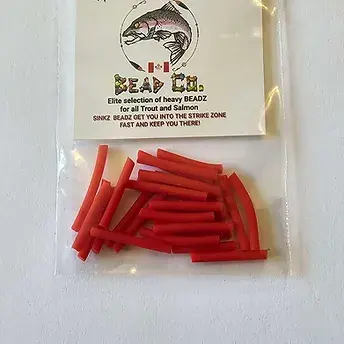 BEAD CO.
Elite selection of heavy BEADZ
for all Trout and Salmon
SINKZ BEADZ GET YOU INTO THE STRIKE ZONE
FAST AND KEEP YOU THERE!